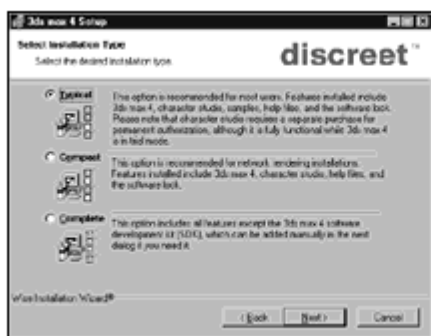 3ds max 4 Setup
Select Installation Type
Select the desired installation type.
discreet™
Typical
This option is recommended for most users. Features installed include
3ds max 4, character studio, samples, help files, and the software lock.
Please note that character studio requires a separate purchase for
permanent authorization, although it is fully functional while 3ds max 4
is in trial mode.
Compact
This option is recommended for network rendering installations.
Features installed include 3ds max 4, character studio, help files, and
the software lock.
Complete
This option includes all features except the 3ds max 4 software
development kit (SDK), which can be added manually in the next
dialog if you need it.
Wise Installation Wizard®
< Back
Next >
Cancel